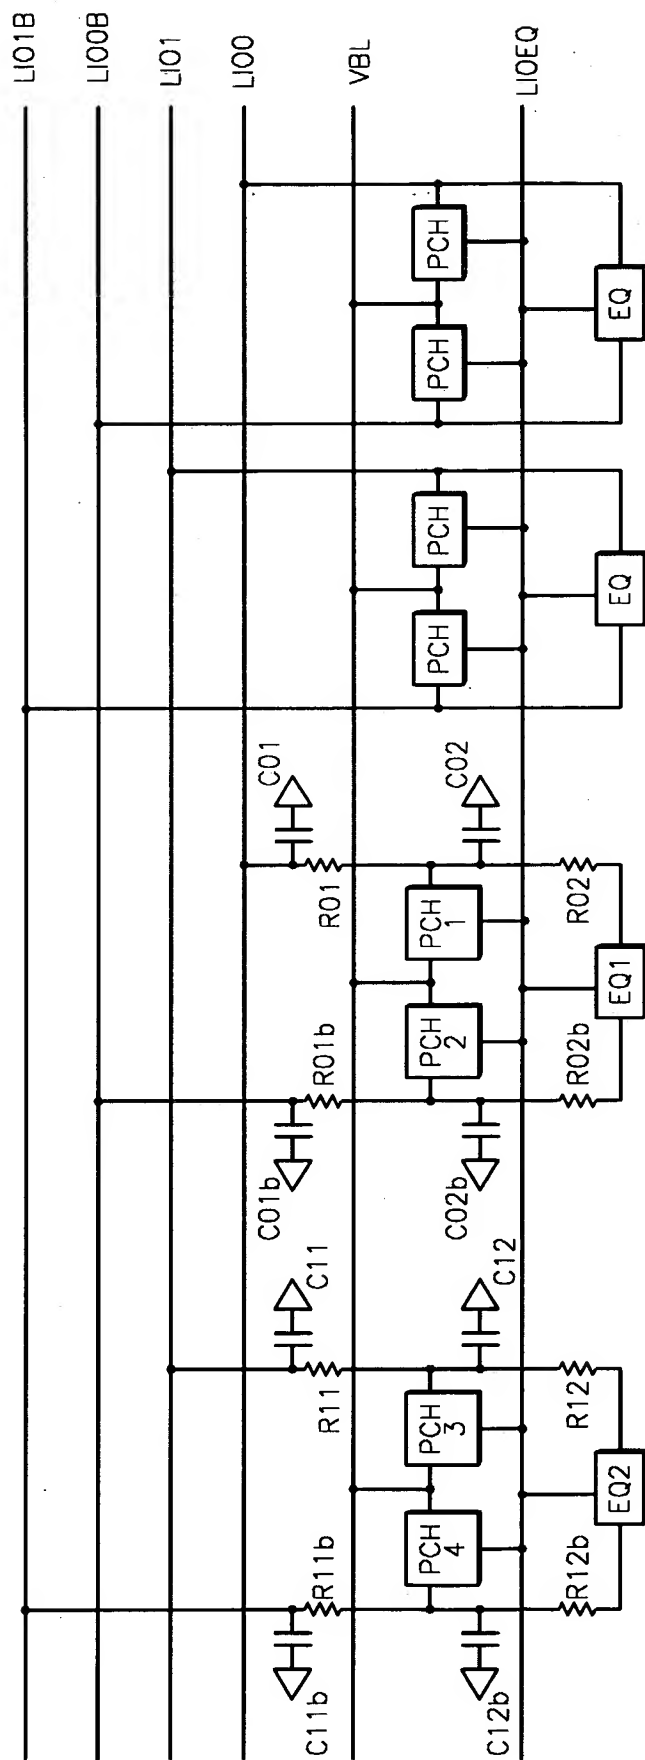 LIO1B
LIO0B
LIO1
LIO0
VBL
LIOEQ
PCH
PCH
EQ
PCH
PCH
EQ
C01
C02
R01
R02
PCH
1
PCH
2
EQ1
R01b
R02b
C01b
C02b
C11
C12
R11
R12
PCH
3
PCH
4
EQ2
R11b
R12b
C11b
C12b